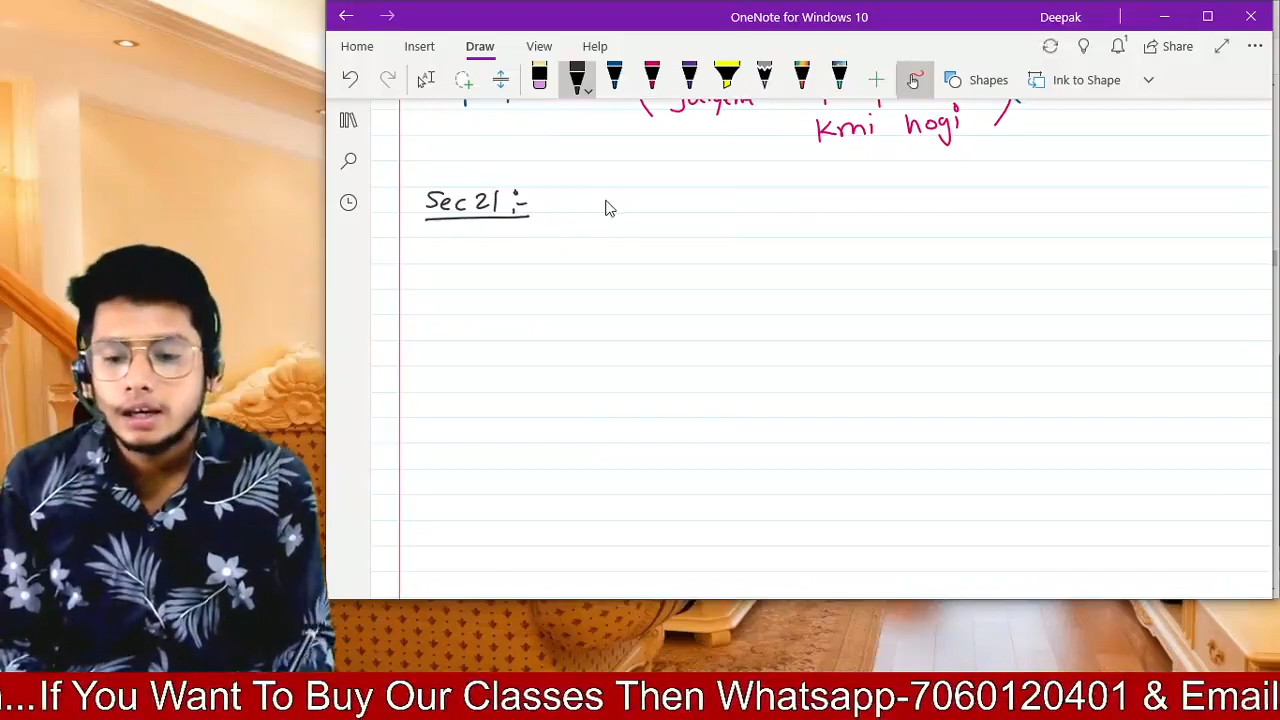 OneNote for Windows 10
Deepak
Home Insert Draw View Help
Share
Shapes
Ink to Shape
kmi hogi )
Sec 21 :-
...If You Want To Buy Our Classes Then Whatsapp-7060120401 & Email